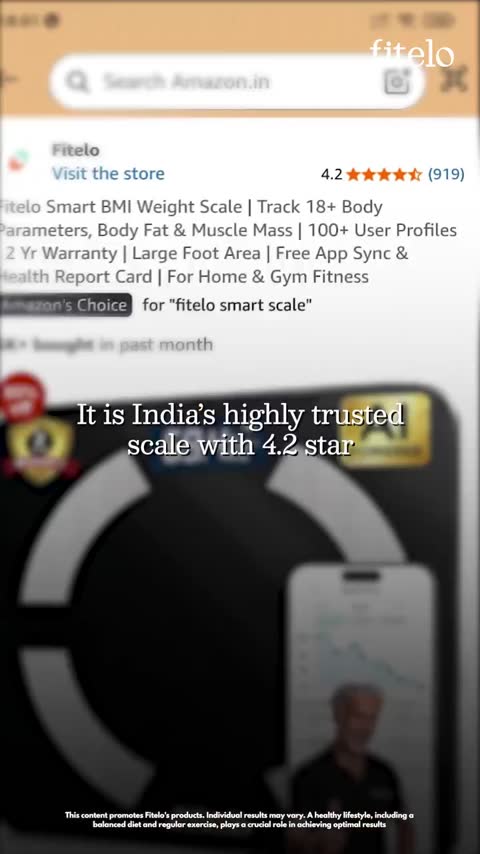 fitelo
Search Amazon.in
Fitelo
Visit the store
4.2 (919)
Fitelo Smart BMI Weight Scale | Track 18+ Body
Parameters, Body Fat & Muscle Mass | 100+ User Profiles
2 Yr Warranty | Large Foot Area | Free App Sync &
Health Report Card | For Home & Gym Fitness
Amazon's Choice for "fitelo smart scale"
bought in past month
It is India's highly trusted
scale with 4.2 star
AI
This content promotes Fitelo's products. Individual results may vary. A healthy lifestyle, including a
balanced diet and regular exercise, plays a crucial role in achieving optimal results